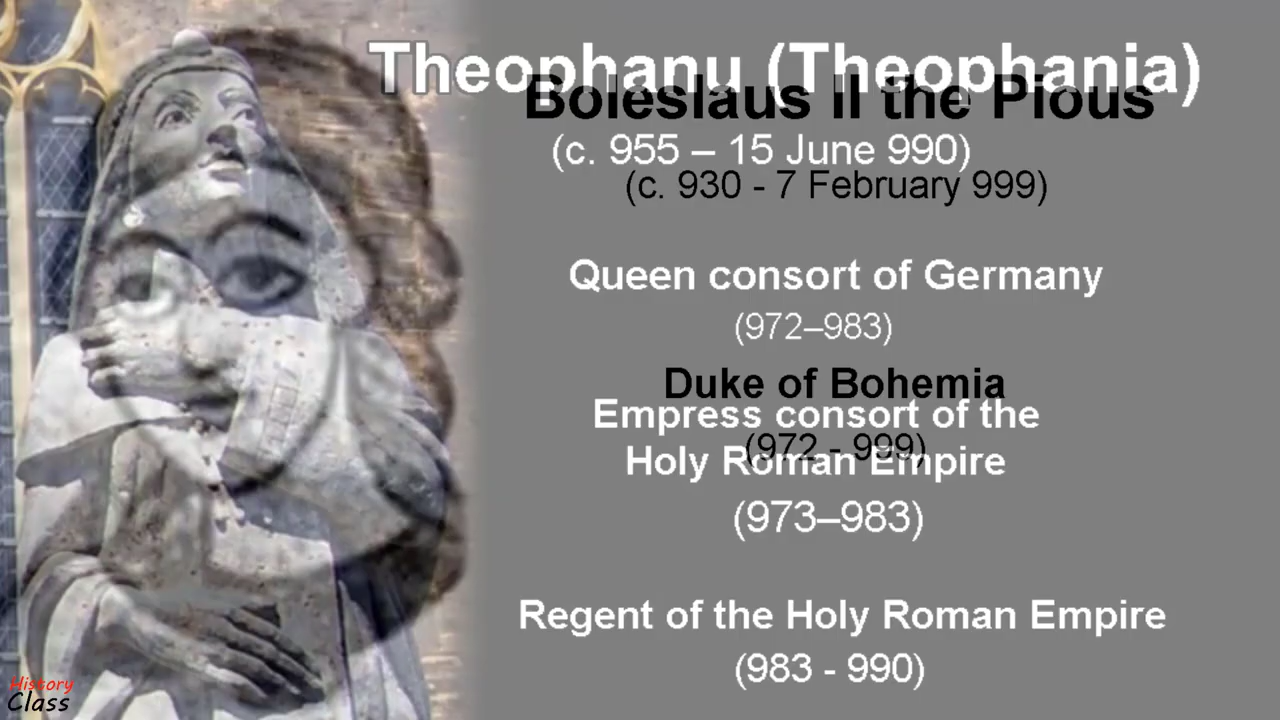 Theophanu (Theophania)
Boleslaus II the Pious
(c. 955 – 15 June 990)
(c. 930 - 7 February 999)
Queen consort of Germany
(972–983)
Duke of Bohemia
Empress consort of the
(972 - 999)
Holy Roman Empire
(973–983)
Regent of the Holy Roman Empire
(983 - 990)
History
Class